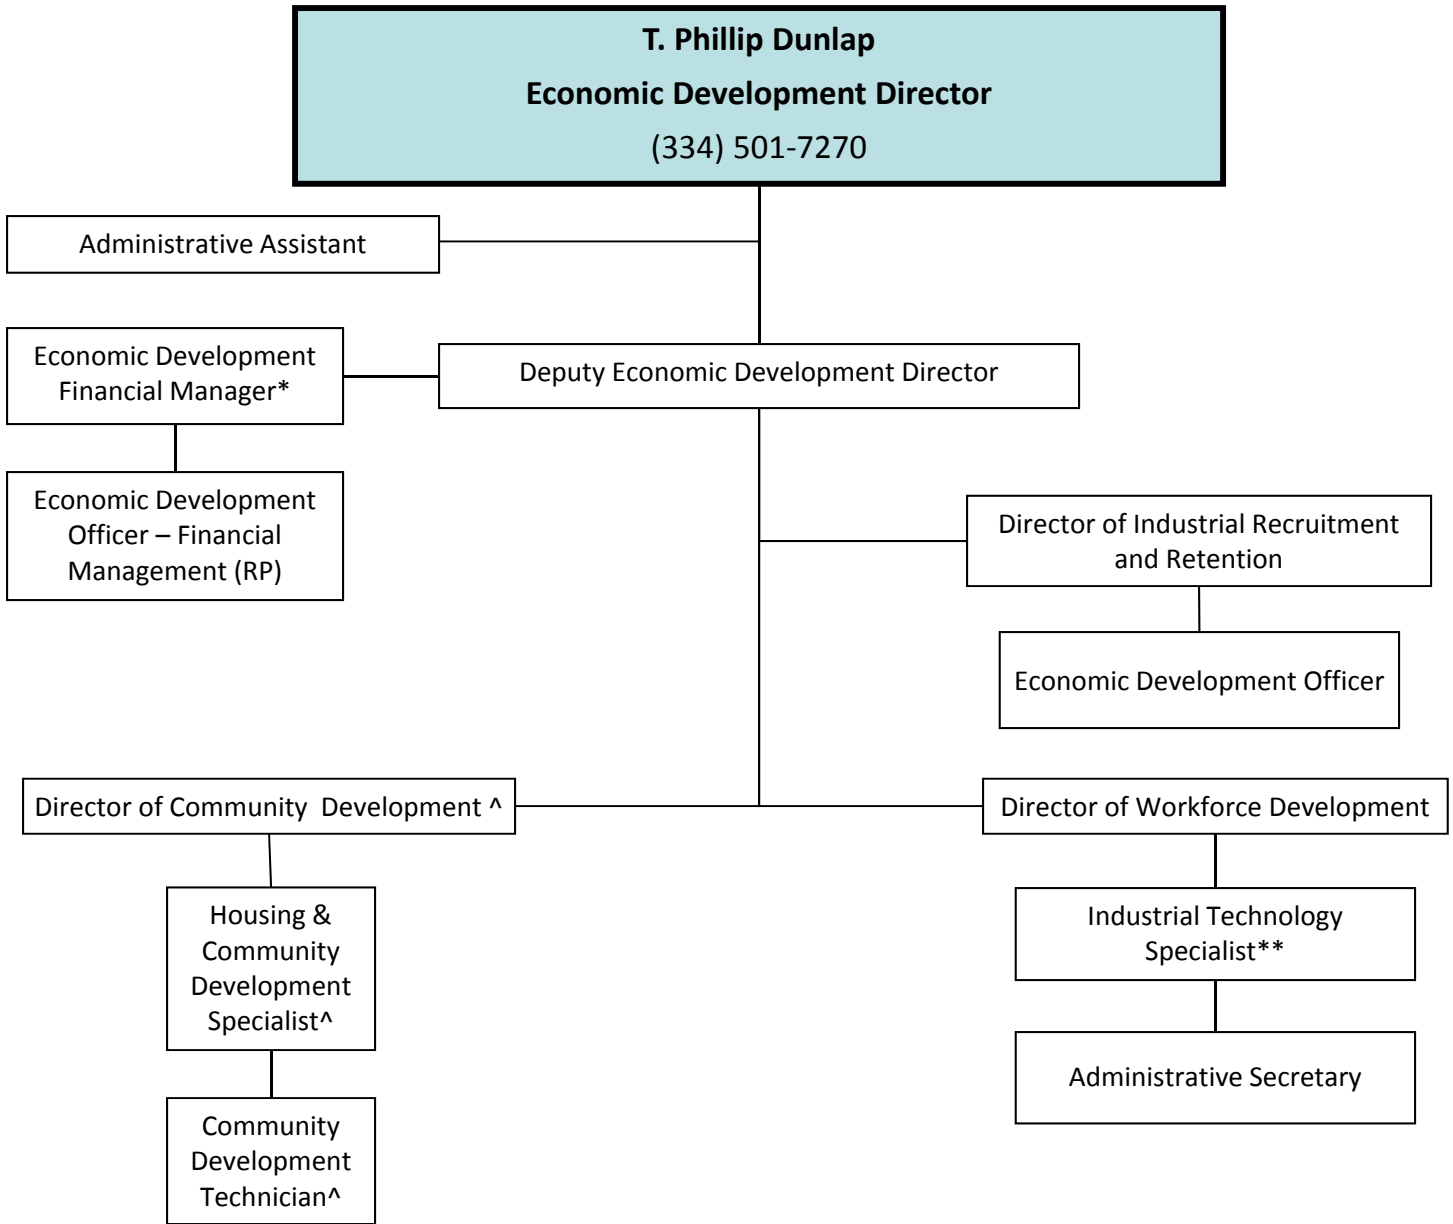 T. Phillip Dunlap
Economic Development Director
(334) 501-7270
Administrative Assistant
Economic Development
Financial Manager*
Deputy Economic Development Director
Economic Development
Officer – Financial
Management (RP)
Director of Industrial Recruitment
and Retention
Economic Development Officer
Director of Community  Development ^
Director of Workforce Development
Housing &
Community
Development
Specialist^
Industrial Technology
Specialist**
Administrative Secretary
Community
Development
Technician^